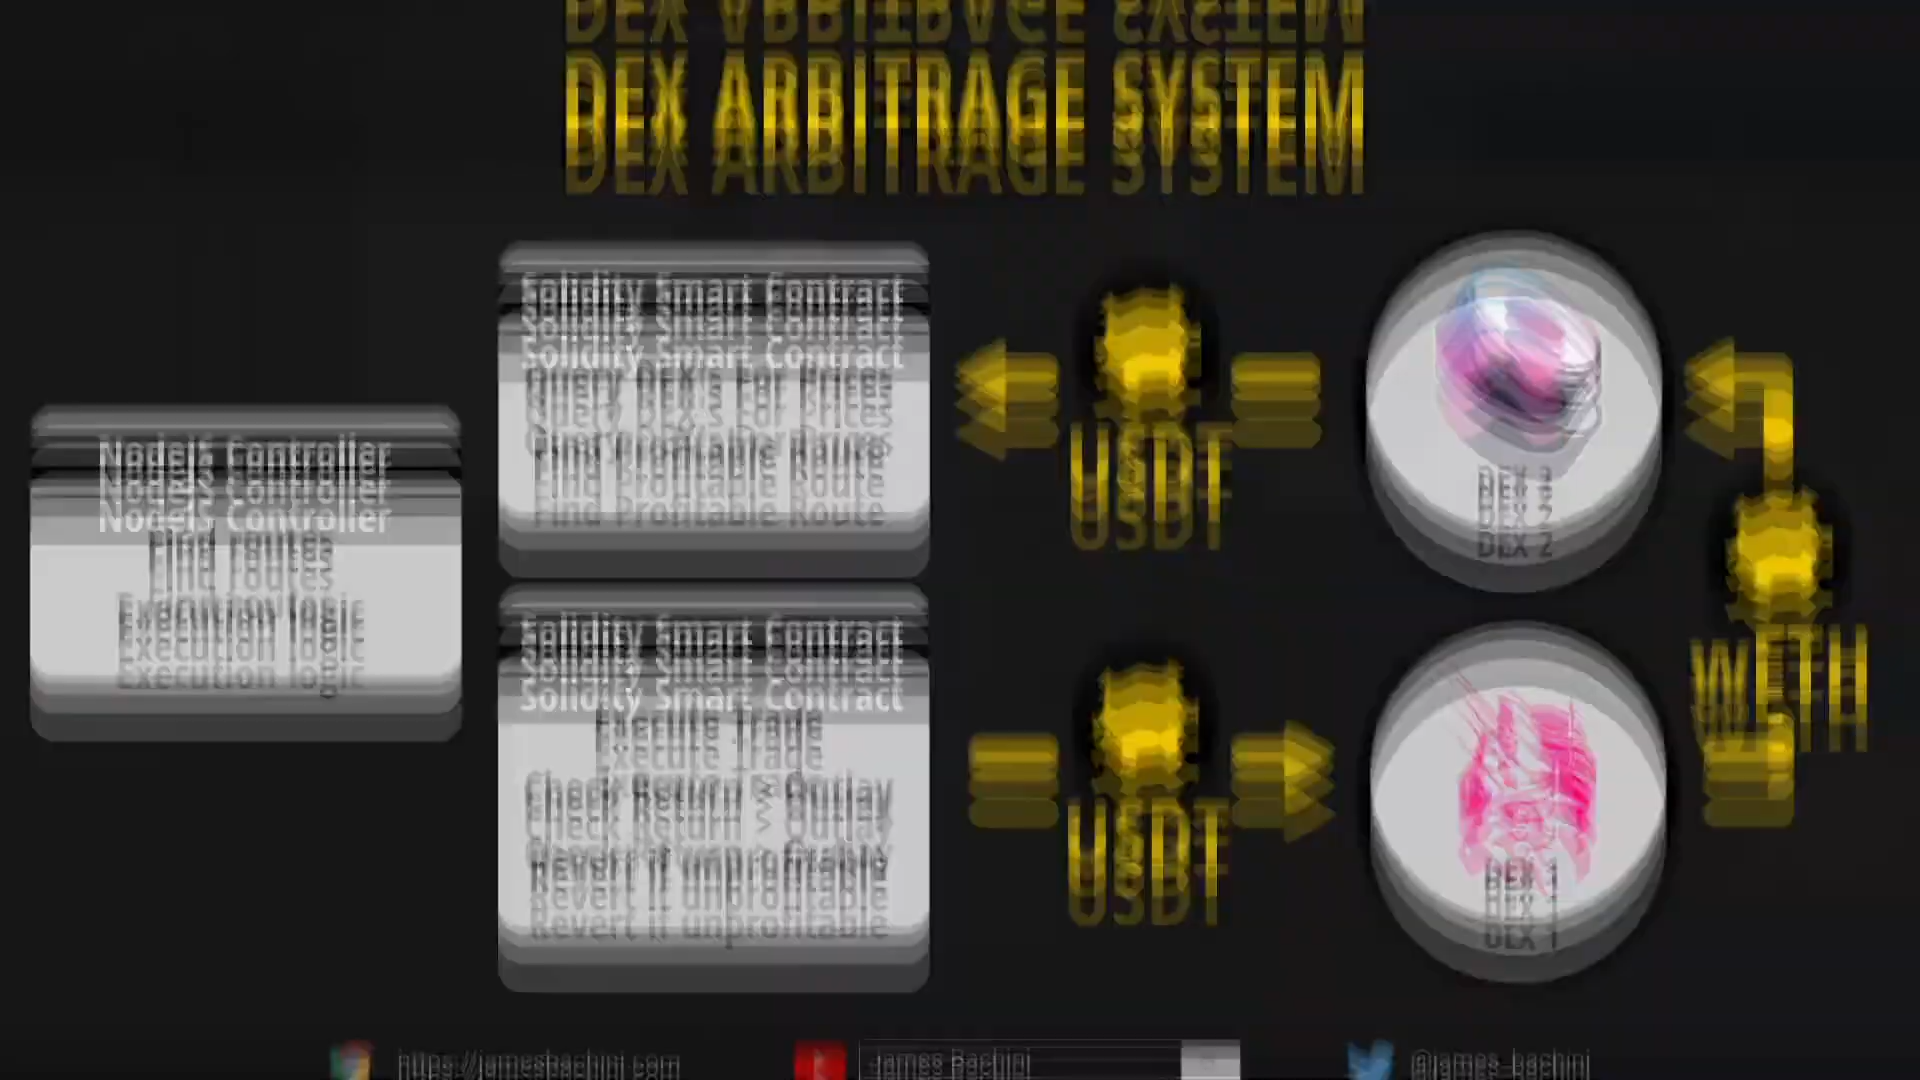 DEX ARBITRAGE SYSTEM
Solidity Smart Contract
Query DEX's For Prices
Find Profitable Route
USDT
DEX 2
NodeJS Controller
Find routes
Execution logic
WETH
Solidity Smart Contract
Execute Trade
Check Return > Outlay
Revert if unprofitable
USDT
DEX 1
https://jamesbachini.com
James Bachini
@james_bachini